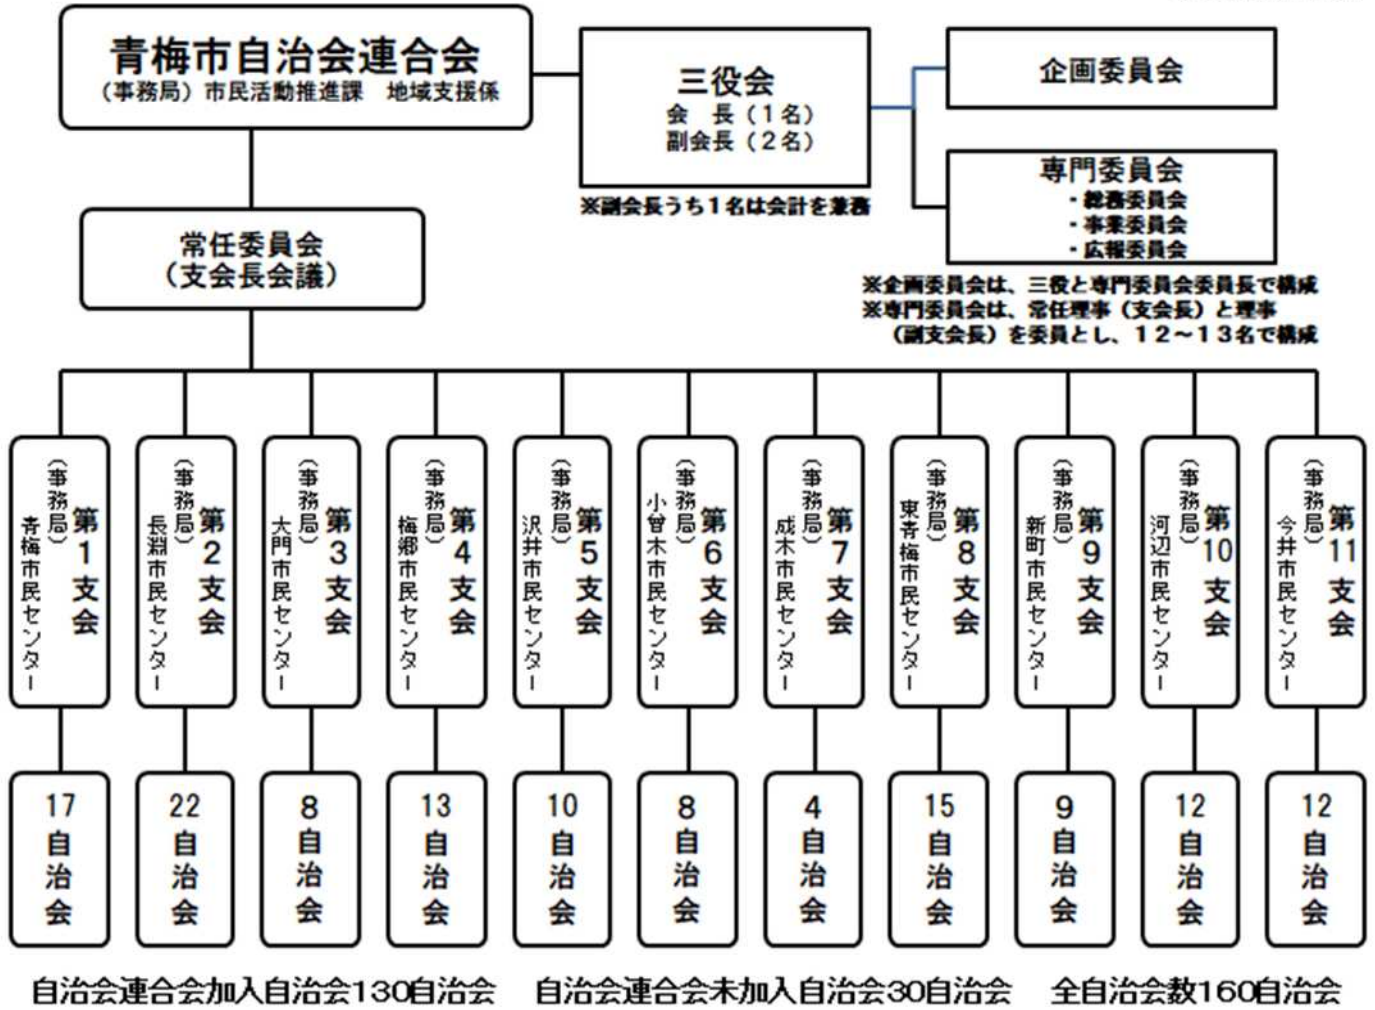 青梅市自治会連合会
（事務局）市民活動推進課　地域支援係
三役会
会　長（１名）
副会長（２名）
※副会長うち１名は会計を兼務
企画委員会
専門委員会
・総務委員会
・事業委員会
・広報委員会
※企画委員会は、三役と専門委員会委員長で構成
※専門委員会は、常任理事（支会長）と理事
（副支会長）を委員とし、１２～１３名で構成
常任委員会
（支会長会議）
第1支会
（事務局）
青梅市民センター
第2支会
（事務局）
長淵市民センター
第3支会
（事務局）
大門市民センター
第4支会
（事務局）
梅郷市民センター
第5支会
（事務局）
沢井市民センター
第6支会
（事務局）
小曾木市民センター
第7支会
（事務局）
成木市民センター
第8支会
（事務局）
東青梅市民センター
第9支会
（事務局）
新町市民センター
第10支会
（事務局）
河辺市民センター
第11支会
（事務局）
今井市民センター
17自治会
22自治会
8自治会
13自治会
10自治会
8自治会
4自治会
15自治会
9自治会
12自治会
12自治会
自治会連合会加入自治会130自治会　自治会連合会未加入自治会30自治会　全自治会数160自治会